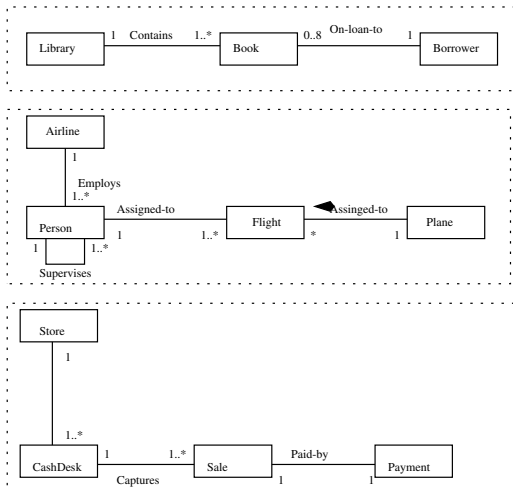 1 Contains 1..* 0..8 On-loan-to 1
Library Book Borrower
Airline
1
Employs
1..*
Assigned-to Assinged-to
Person Flight Plane
1 1..* 1 1..* * 1
Supervises
Store
1
1..*
1 1..* Paid-by
CashDesk Sale Payment
Captures 1 1